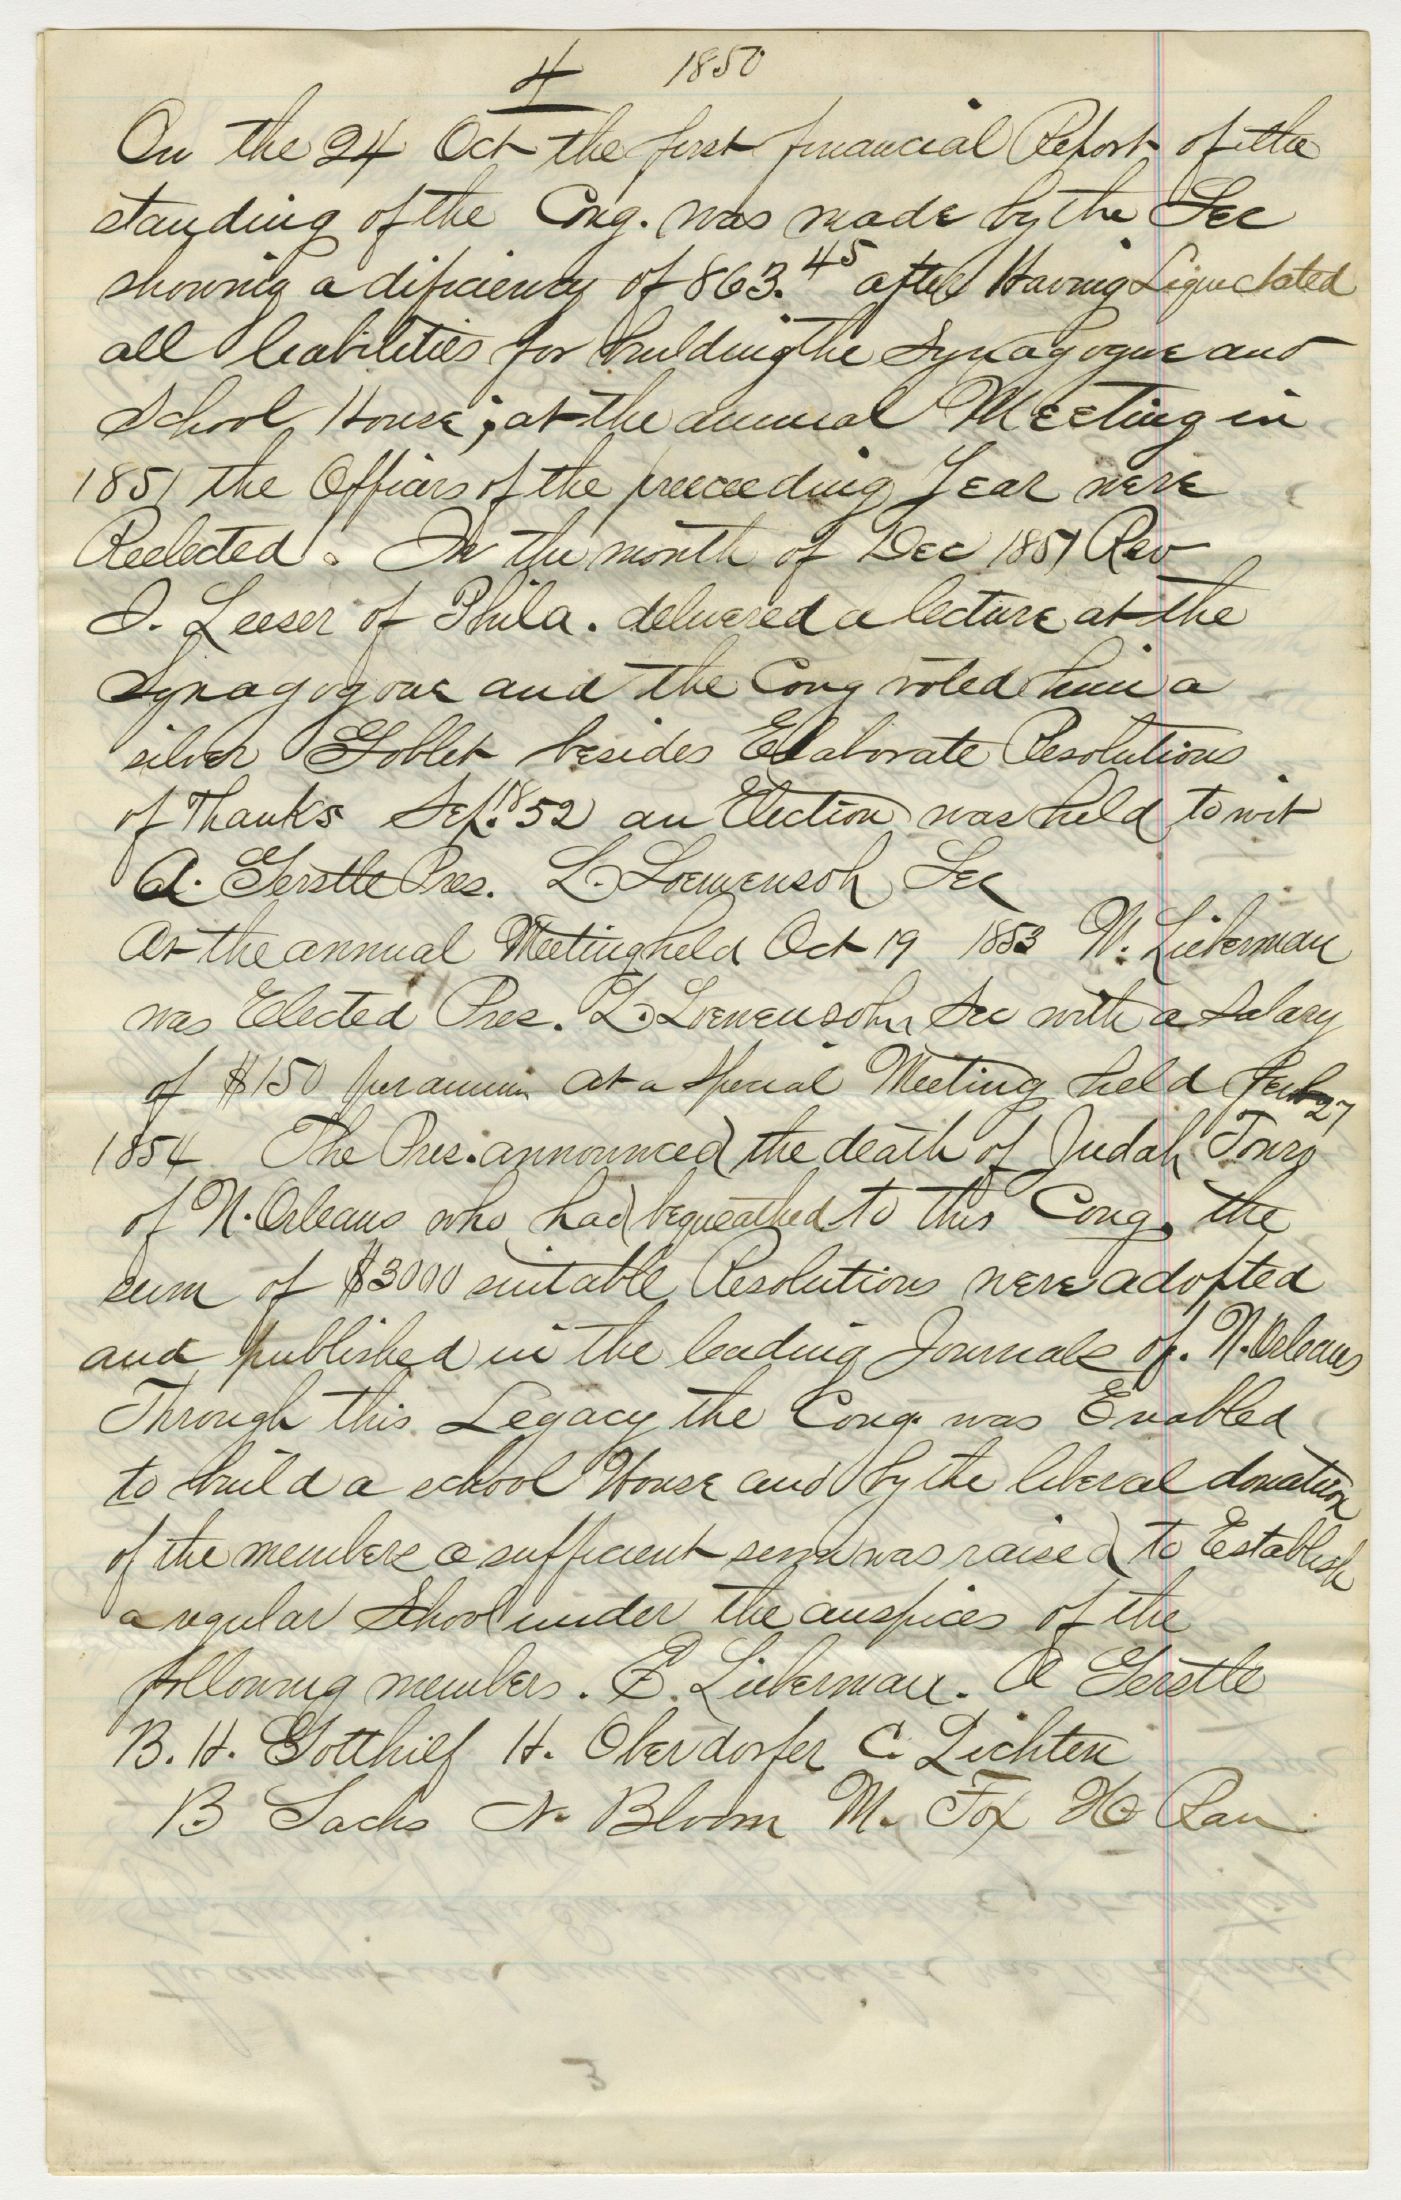 4 1850
On the 24 Oct the first financial Report of the
standing of the Cong. was made by the Sec
showing a dificiency of 863.45 after Having Liquidated
all liabilities for building the Synagogue and
School House; at the annual Meeting in
1851 the Officers of the preeceeding Year were
Reelected. In the month of Dec 1851 Rev
I. Leeser of Phila. delivered a lecture at the
Synagogue and the Cong voted him a
silver Goblet besides Elaborate Resolutions
of Thanks Sep. 18 52 an Election was held to wit
A. Gerstle Pres. L. Loewensoh Sec
At the annual Meeting held Oct 19 1853 W. Lieberman
was Elected Pres. L. Loewensohn Sec with a Salary
of $150 per annum at a Special Meeting held Feb 27
1854 The Pres. announced the death of Judah Touro
of N. Orleans who had bequeathed to this Cong. the
sum of $3000 suitable Resolutions were adopted
and published in the leading Journals of. N. Orleans
Through this Legacy the Cong. was Enabled
to build a school House and by the liberal donation
of the members a sufficient sum was raised to Establish
a regular School under the auspices of the
following members. E. Lieberman. A Gerstle
B. H. Gotthilf H. Oberdorfer C. Lichten
B Sachs N. Bloom M. Fox H Rau
3